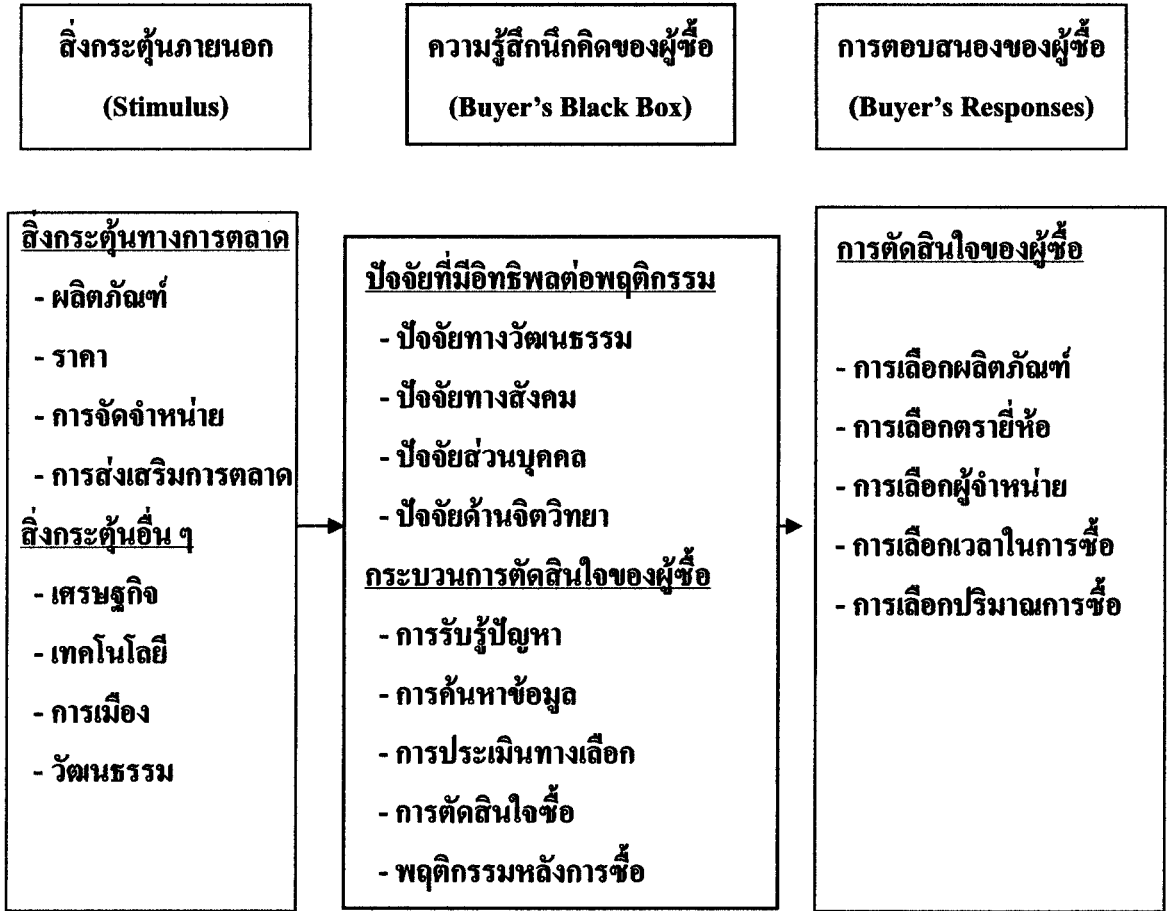 สิ่งกระตุ้นภายนอก
(Stimulus)
ความรู้สึกนึกคิดของผู้ซื้อ
(Buyer's Black Box)
การตอบสนองของผู้ซื้อ
(Buyer's Responses)
สิ่งกระตุ้นทางการตลาด
- ผลิตภัณฑ์
- ราคา
- การจัดจำหน่าย
- การส่งเสริมการตลาด
สิ่งกระตุ้นอื่น ๆ
- เศรษฐกิจ
- เทคโนโลยี
- การเมือง
- วัฒนธรรม
ปัจจัยที่มีอิทธิพลต่อพฤติกรรม
- ปัจจัยทางวัฒนธรรม
- ปัจจัยทางสังคม
- ปัจจัยส่วนบุคคล
- ปัจจัยด้านจิตวิทยา
กระบวนการตัดสินใจของผู้ซื้อ
- การรับรู้ปัญหา
- การค้นหาข้อมูล
- การประเมินทางเลือก
- การตัดสินใจซื้อ
- พฤติกรรมหลังการซื้อ
การตัดสินใจของผู้ซื้อ
- การเลือกผลิตภัณฑ์
- การเลือกตรายี่ห้อ
- การเลือกผู้จำหน่าย
- การเลือกเวลาในการซื้อ
- การเลือกปริมาณการซื้อ